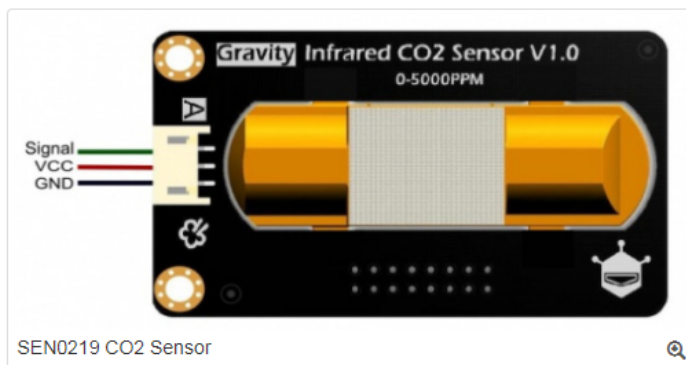 Gravity Infrared CO2 Sensor V1.0
0-5000PPM
A
Signal
VCC
GND
SEN0219 CO2 Sensor